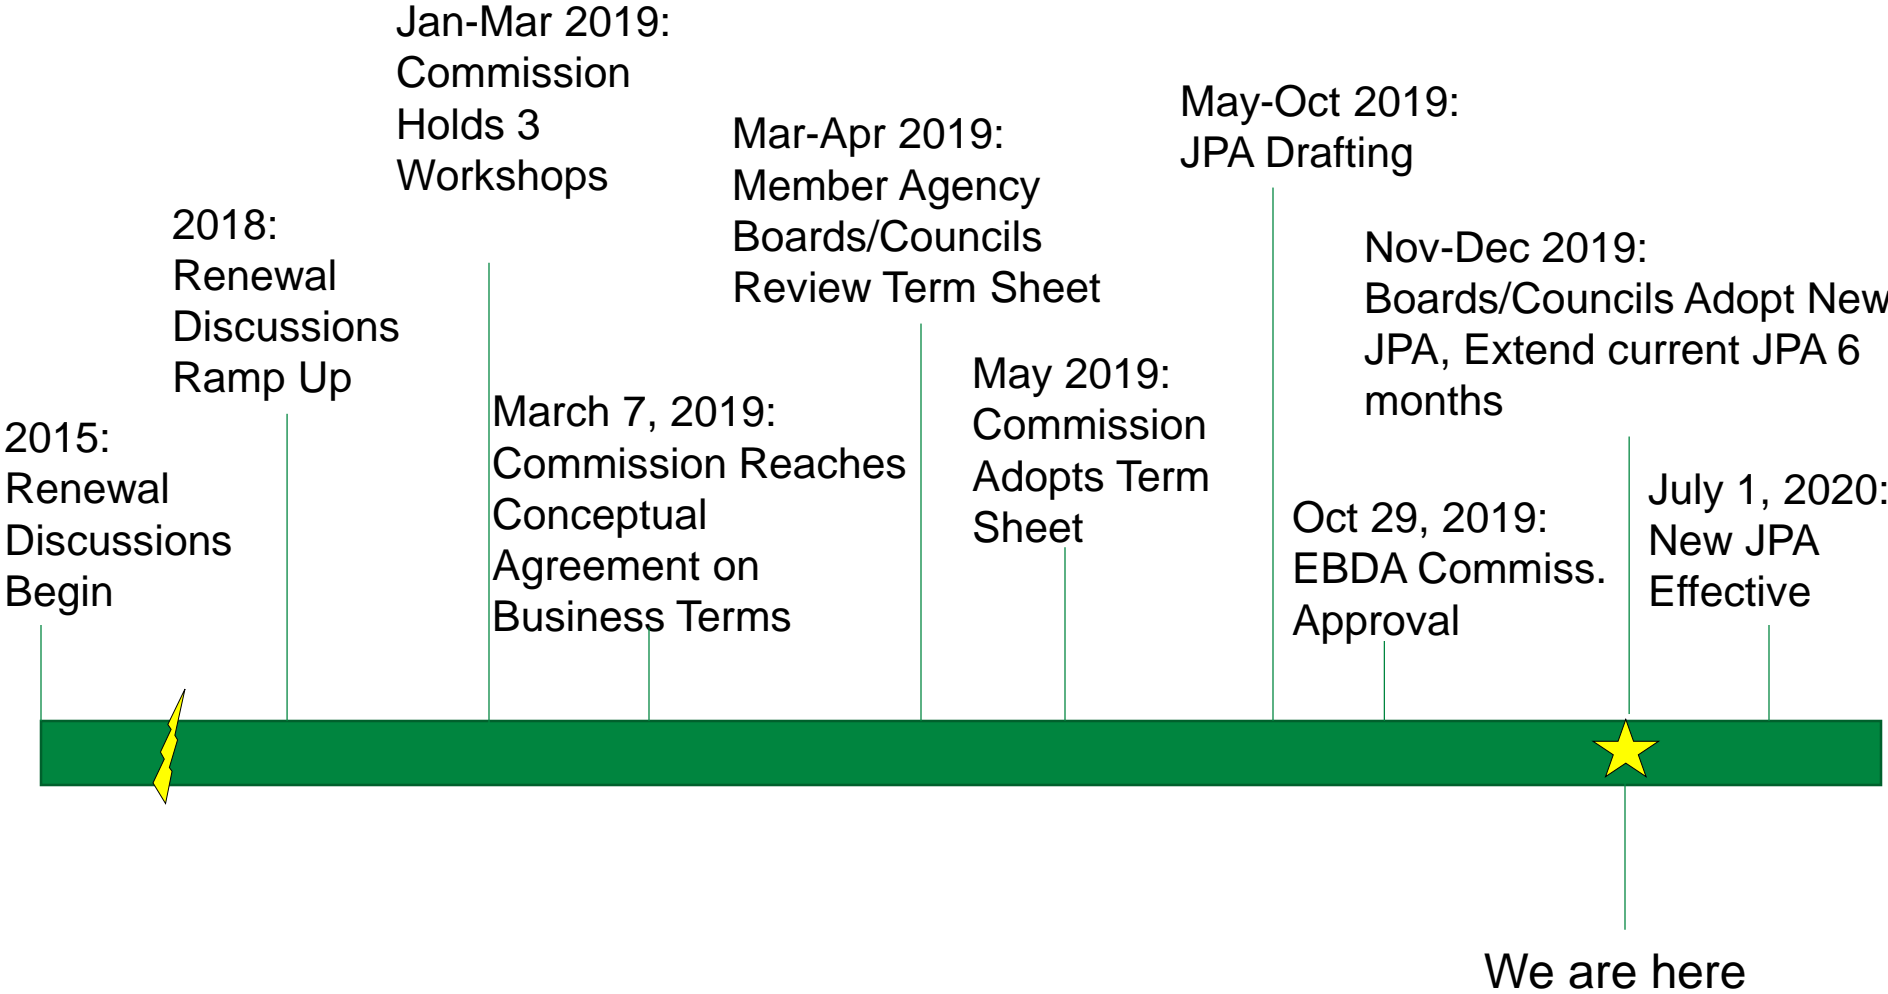 Jan-Mar 2019:
Commission
Holds 3
Workshops
May-Oct 2019:
JPA Drafting
Mar-Apr 2019:
Member Agency
Boards/Councils
Review Term Sheet
2018:
Renewal
Discussions
Ramp Up
Nov-Dec 2019:
Boards/Councils Adopt New
JPA, Extend current JPA 6
months
May 2019:
Commission
Adopts Term
Sheet
March 7, 2019:
Commission Reaches
Conceptual
Agreement on
Business Terms
2015:
Renewal
Discussions
Begin
July 1, 2020:
New JPA
Effective
Oct 29, 2019:
EBDA Commiss.
Approval
We are here